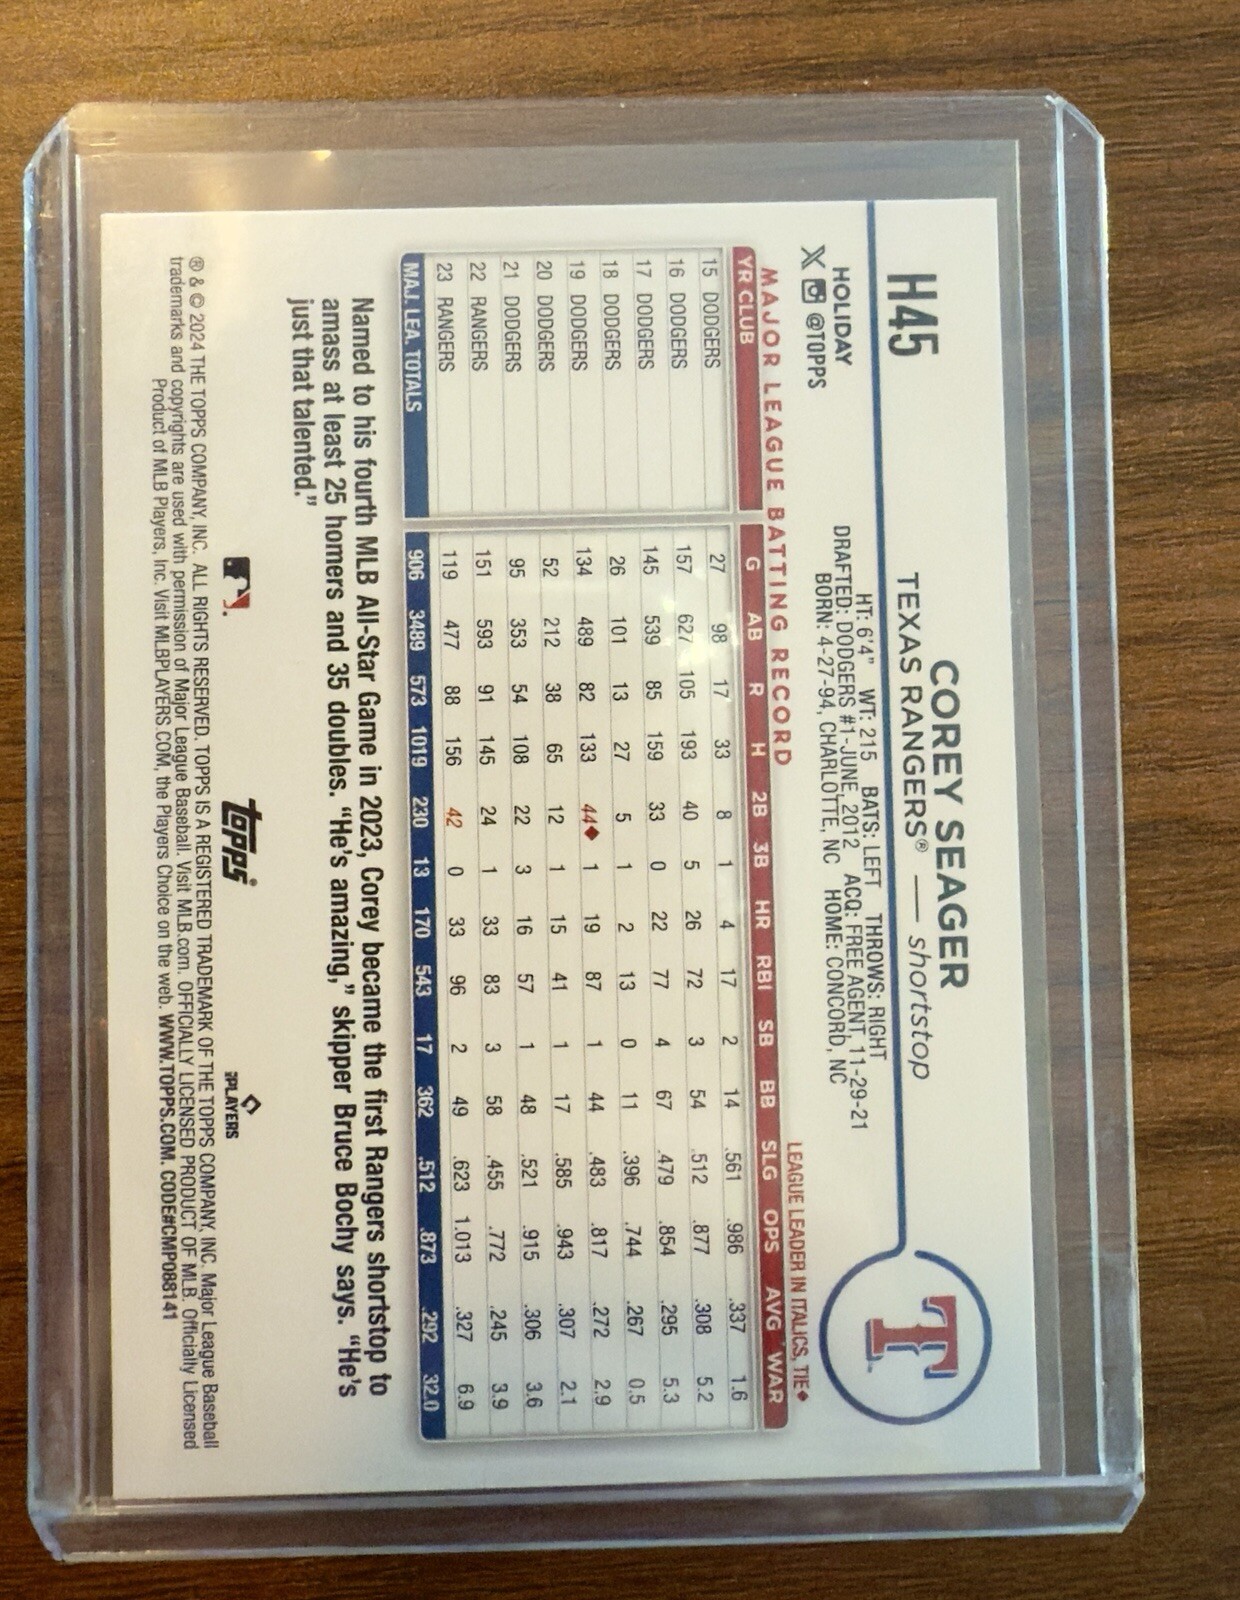 H45
COREY SEAGER
TEXAS RANGERS® — shortstop
T
HOLIDAY
X @TOPPS
HT: 6'4" WT: 215 BATS: LEFT THROWS: RIGHT
DRAFTED: DODGERS #1-JUNE, 2012 ACQ: FREE AGENT, 11-29-21
BORN: 4-27-94, CHARLOTTE, NC HOME: CONCORD, NC
MAJOR LEAGUE BATTING RECORD LEAGUE LEADER IN ITALICS, TIE♦
YR CLUB G AB R H 2B 3B HR RBI SB BB SLG OPS AVG WAR
15 DODGERS 27 98 17 33 8 1 4 17 2 14 .561 .986 .337 1.6
16 DODGERS 157 627 105 193 40 5 26 72 3 54 .512 .877 .308 5.2
17 DODGERS 145 539 85 159 33 0 22 77 4 67 .479 .854 .295 5.3
18 DODGERS 26 101 13 27 5 1 2 13 0 11 .396 .744 .267 0.5
19 DODGERS 134 489 82 133 44♦ 1 19 87 1 44 .483 .817 .272 2.9
20 DODGERS 52 212 38 65 12 1 15 41 1 17 .585 .943 .307 2.1
21 DODGERS 95 353 54 108 22 3 16 57 1 48 .521 .915 .306 3.6
22 RANGERS 151 593 91 145 24 1 33 83 3 58 .455 .772 .245 3.9
23 RANGERS 119 477 88 156 42 0 33 96 2 49 .623 1.013 .327 6.9
MAJ. LEA. TOTALS 906 3489 573 1019 230 13 170 543 17 362 .512 .873 .292 32.0
Named to his fourth MLB All-Star Game in 2023, Corey became the first Rangers shortstop to
amass at least 25 homers and 35 doubles. "He's amazing," skipper Bruce Bochy says. "He's
just that talented."
topps®
PLAYERS
® & © 2024 THE TOPPS COMPANY, INC. ALL RIGHTS RESERVED. TOPPS IS A REGISTERED TRADEMARK OF THE TOPPS COMPANY, INC. Major League Baseball
trademarks and copyrights are used with permission of Major League Baseball. Visit MLB.com. OFFICIALLY LICENSED PRODUCT OF MLB. Officially Licensed
Product of MLB Players, Inc. Visit MLBPLAYERS.COM, the Players Choice on the web. WWW.TOPPS.COM. CODE#CMP088141